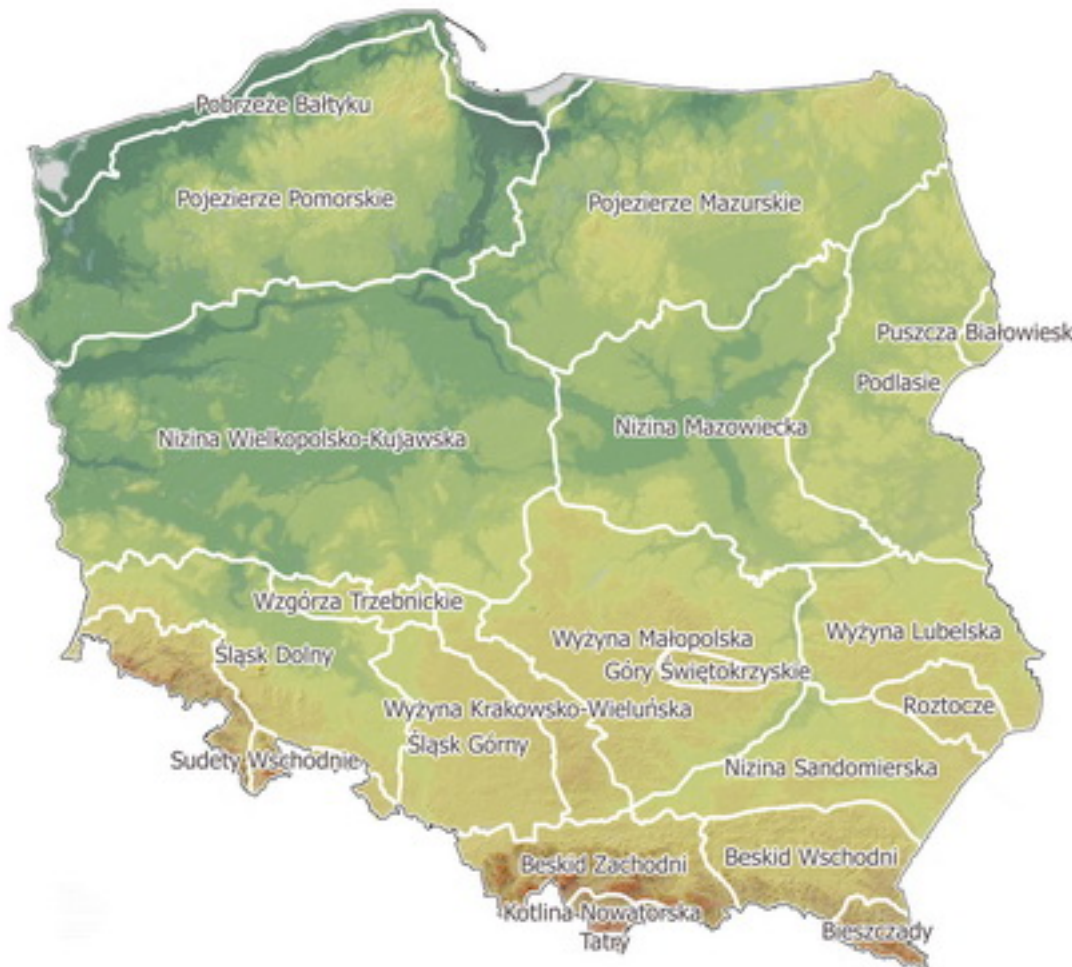 Pobrzeże Bałtyku
Pojezierze Pomorskie
Pojezierze Mazurskie
Puszcza Białowiesk
Podlasie
Nizina Wielkopolsko-Kujawska
Nizina Mazowiecka
Wzgórza Trzebnickie
Wyżyna Małopolska
Wyżyna Lubelska
Śląsk Dolny
Góry Świętokrzyskie
Roztocze
Wyżyna Krakowsko-Wieluńska
Śląsk Górny
Sudety Wschodnie
Nizina Sandomierska
Beskid Zachodni
Beskid Wschodni
Kotlina Nowatorska
Bieszczady
Tatry